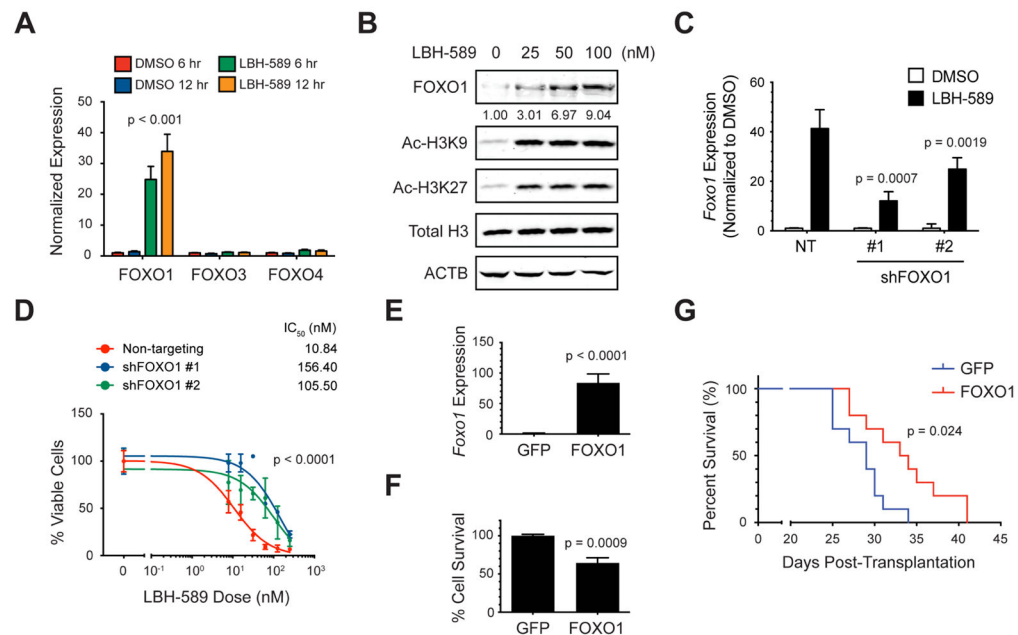 A
DMSO 6 hr
LBH-589 6 hr
DMSO 12 hr
LBH-589 12 hr
p < 0.001
Normalized Expression
50
40
30
20
10
0
FOXO1
FOXO3
FOXO4
B
LBH-589 0 25 50 100 (nM)
FOXO1
1.00 3.01 6.97 9.04
Ac-H3K9
Ac-H3K27
Total H3
ACTB
C
DMSO
LBH-589
Foxo1 Expression
(Normalized to DMSO)
60
40
20
0
p = 0.0007
p = 0.0019
NT
#1
#2
shFOXO1
D
IC50 (nM)
Non-targeting 10.84
shFOXO1 #1 156.40
shFOXO1 #2 105.50
% Viable Cells
150
100
50
0
p < 0.0001
0 10-1 100 101 102 103
LBH-589 Dose (nM)
E
Foxo1 Expression
150
100
50
0
p < 0.0001
GFP
FOXO1
F
% Cell Survival
100
50
0
p = 0.0009
GFP
FOXO1
G
GFP
FOXO1
Percent Survival (%)
100
50
0
p = 0.024
0 20 25 30 35 40 45
Days Post-Transplantation